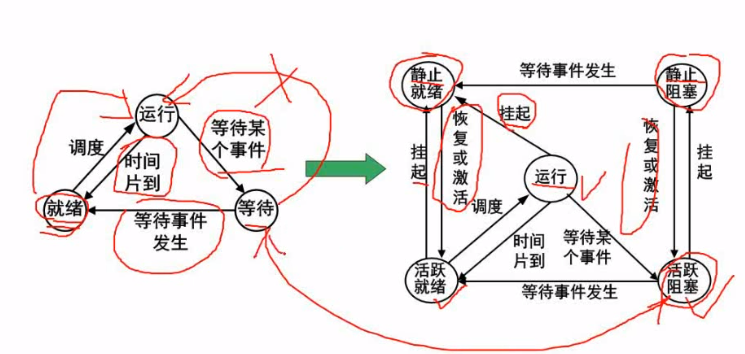 运行
调度
时间
片到
等待某
个事件
就绪
等待
等待事件
发生
静止
就绪
等待事件发生
静止
阻塞
挂起
恢复或激活
挂起
运行
恢复或激活
挂起
调度
时间
片到
等待某
个事件
活跃
就绪
等待事件发生
活跃
阻塞